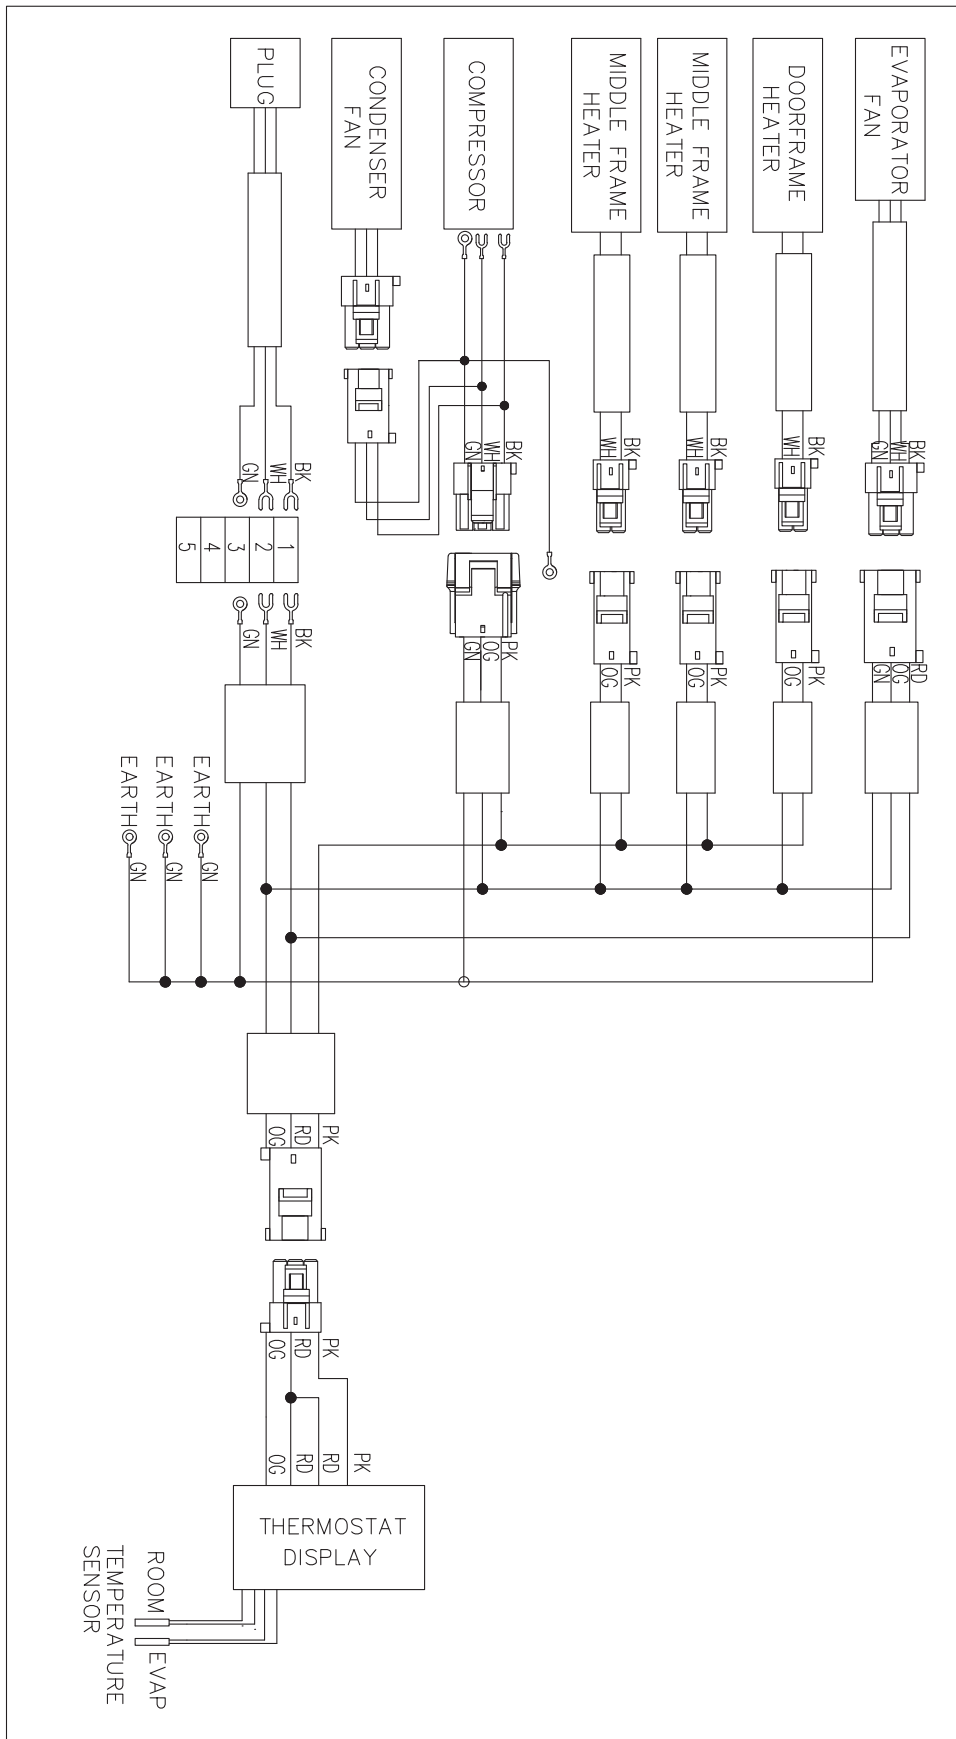 PLUG
CONDENSER
FAN
COMPRESSOR
MIDDLE FRAME
HEATER
MIDDLE FRAME
HEATER
DOORFRAME
HEATER
EVAPORATOR
FAN
BK
WH
GN
BK
WH
GN
BK
WH
BK
WH
BK
WH
BK
WH
GN
1
2
3
4
5
BK
WH
GN
PK
OG
GN
PK
OG
PK
OG
PK
OG
RD
OG
GN
EARTH
GN
EARTH
GN
EARTH
GN
PK
RD
OG
PK
RD
OG
PK
RD
RD
OG
THERMOSTAT
DISPLAY
ROOM
EVAP
TEMPERATURE
SENSOR